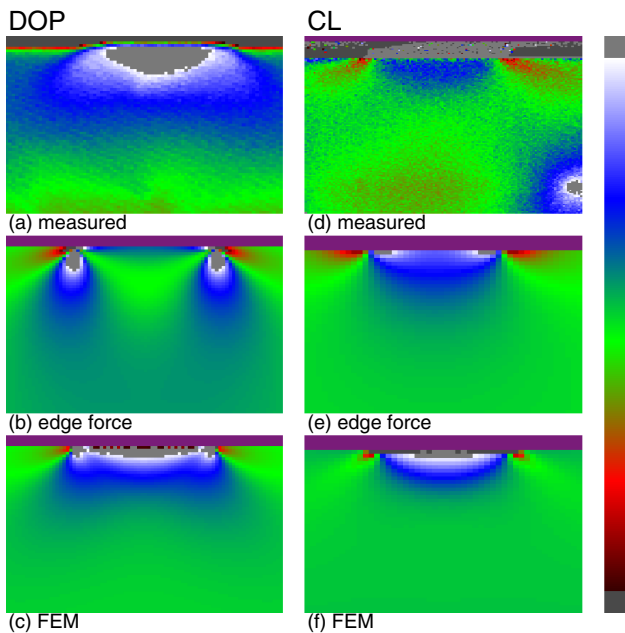 DOP
CL
(a) measured
(d) measured
(b) edge force
(e) edge force
(c) FEM
(f) FEM